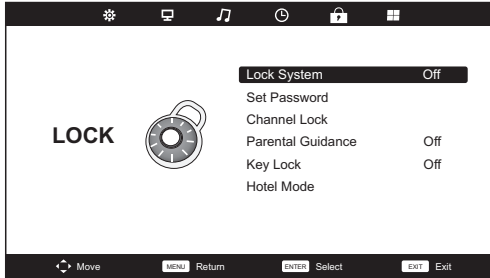 Lock System Off
Set Password
Channel Lock
LOCK
Parental Guidance Off
Key Lock Off
Hotel Mode
Move MENU Return ENTER Select EXIT Exit